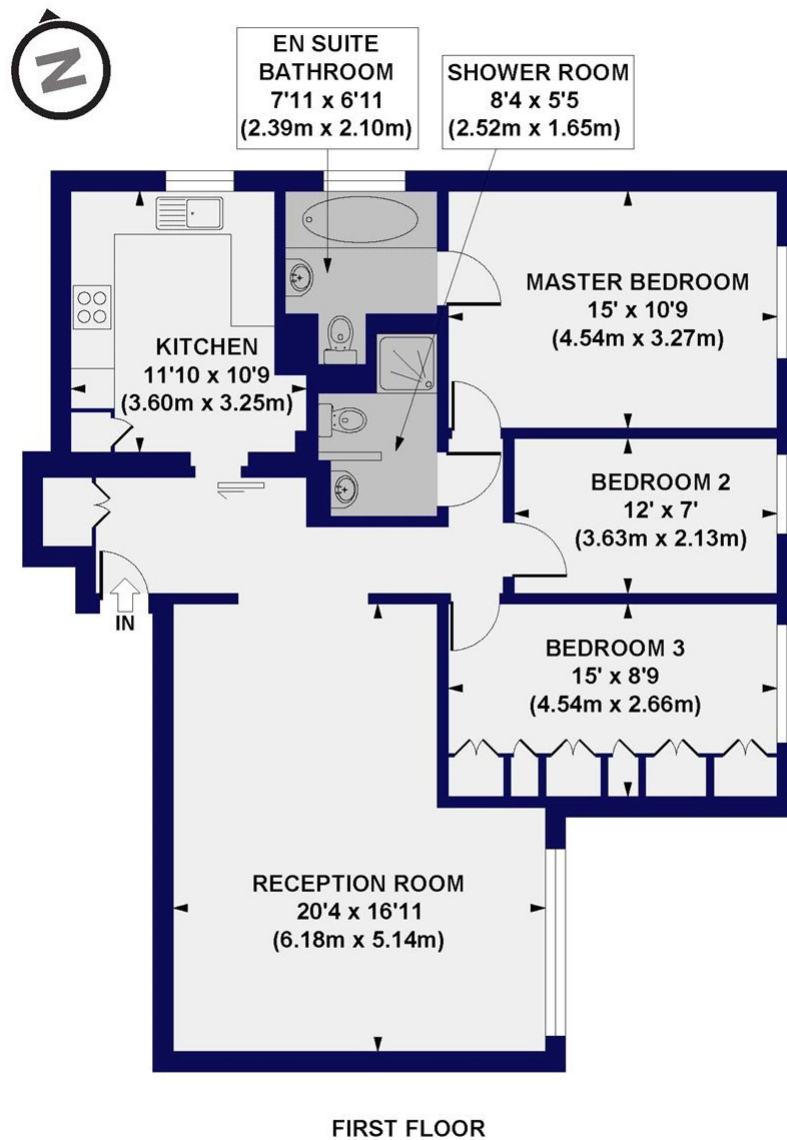 N
EN SUITE
BATHROOM
7'11 x 6'11
(2.39m x 2.10m)
SHOWER ROOM
8'4 x 5'5
(2.52m x 1.65m)
MASTER BEDROOM
15' x 10'9
(4.54m x 3.27m)
KITCHEN
11'10 x 10'9
(3.60m x 3.25m)
BEDROOM 2
12' x 7'
(3.63m x 2.13m)
IN
BEDROOM 3
15' x 8'9
(4.54m x 2.66m)
RECEPTION ROOM
20'4 x 16'11
(6.18m x 5.14m)
FIRST FLOOR